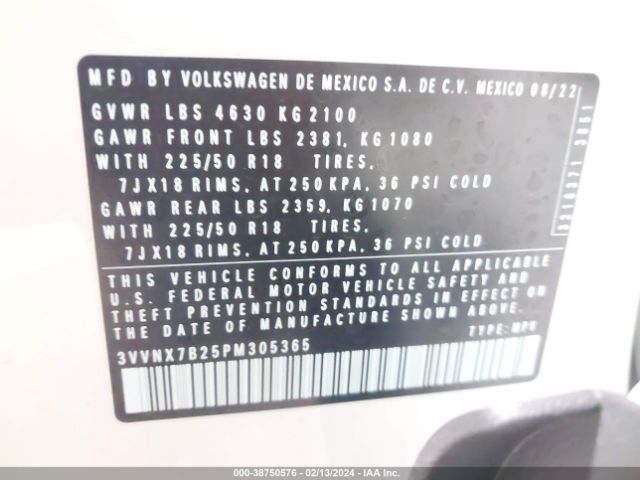 MFD BY VOLKSWAGEN DE MEXICO S.A. DE C.V. MEXICO 08/22
GVWR LBS 4630 KG 2100
GAWR FRONT LBS 2381, KG 1080
WITH 225/50 R18 TIRES,
7JX18 RIMS, AT 250 KPA, 36 PSI COLD
GAWR REAR LBS 2359, KG 1070
WITH 225/50 R18 TIRES,
7JX18 RIMS, AT 250 KPA, 36 PSI COLD
THIS VEHICLE CONFORMS TO ALL APPLICABLE
U.S. FEDERAL MOTOR VEHICLE SAFETY AND
THEFT PREVENTION STANDARDS IN EFFECT ON
THE DATE OF MANUFACTURE SHOWN ABOVE.
3VVNX7B25PM305365 TYPE: MPV
000-38750576 - 02/13/2024 - IAA Inc.